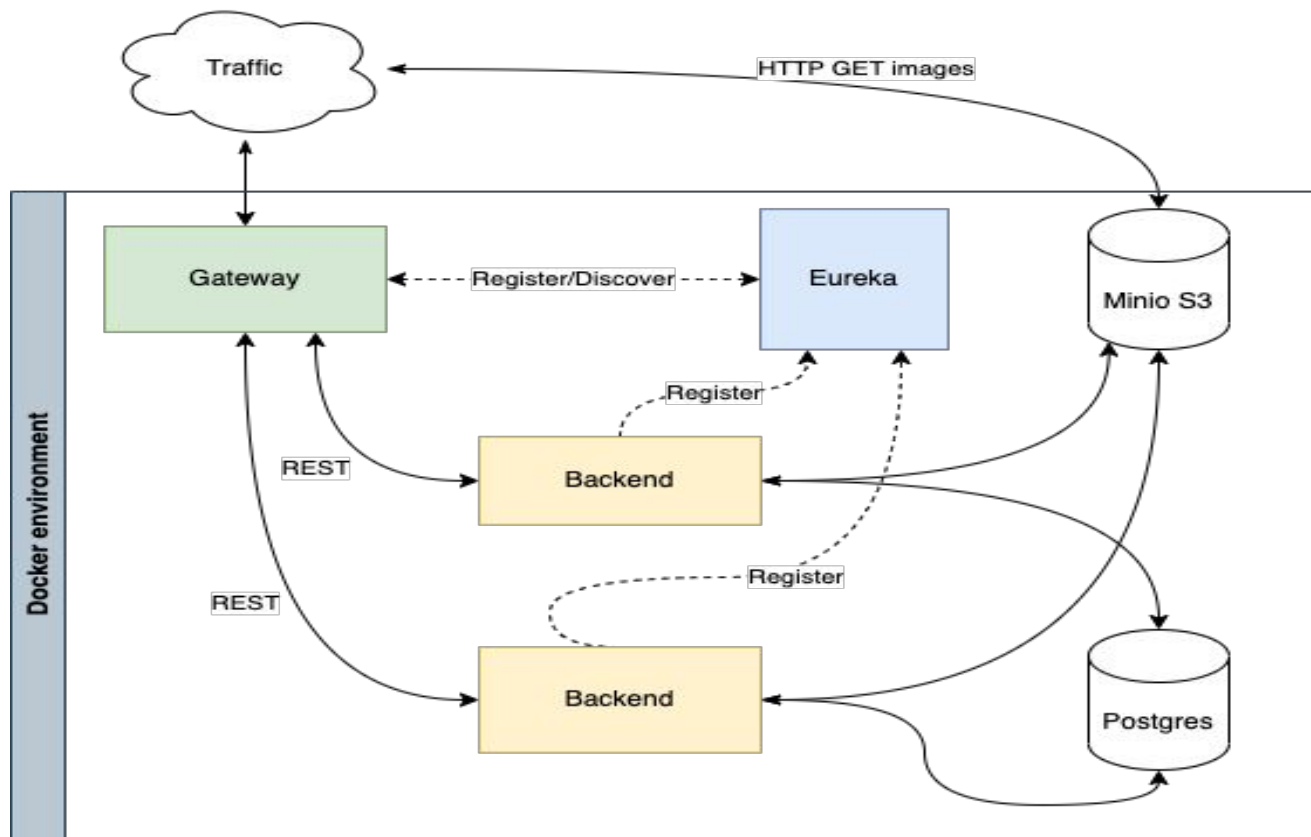 Traffic
HTTP GET images
Gateway
Register/Discover
Eureka
Minio S3
Register
REST
Backend
Docker environment
Register
REST
Backend
Postgres